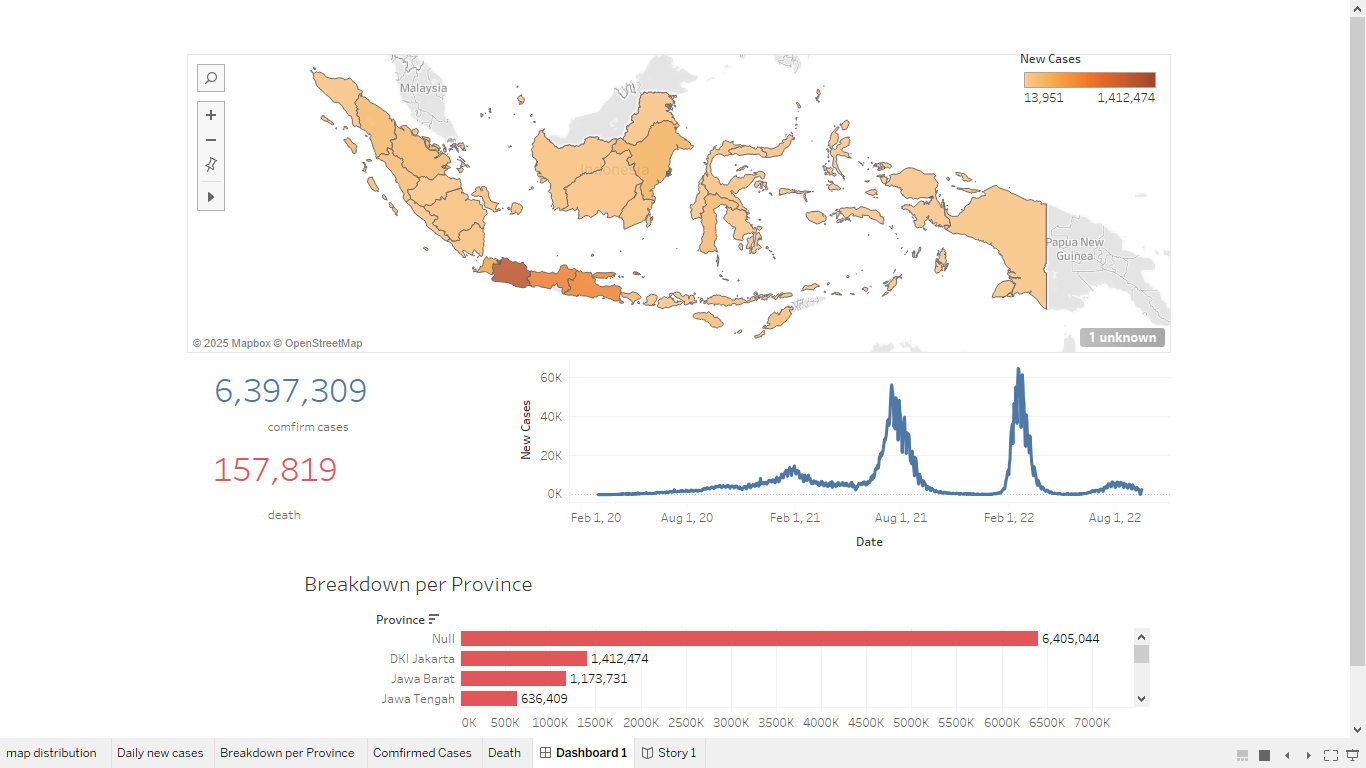 New Cases
13,951 1,412,474
Malaysia
Indonesia
Papua New
Guinea
1 unknown
© 2025 Mapbox © OpenStreetMap
6,397,309
comfirm cases
157,819
death
New Cases
60K
40K
20K
0K
Feb 1, 20 Aug 1, 20 Feb 1, 21 Aug 1, 21 Feb 1, 22 Aug 1, 22
Date
Breakdown per Province
Province
Null 6,405,044
DKI Jakarta 1,412,474
Jawa Barat 1,173,731
Jawa Tengah 636,409
0K 500K 1000K 1500K 2000K 2500K 3000K 3500K 4000K 4500K 5000K 5500K 6000K 6500K 7000K
map distribution Daily new cases Breakdown per Province Comfirmed Cases Death Dashboard 1 Story 1